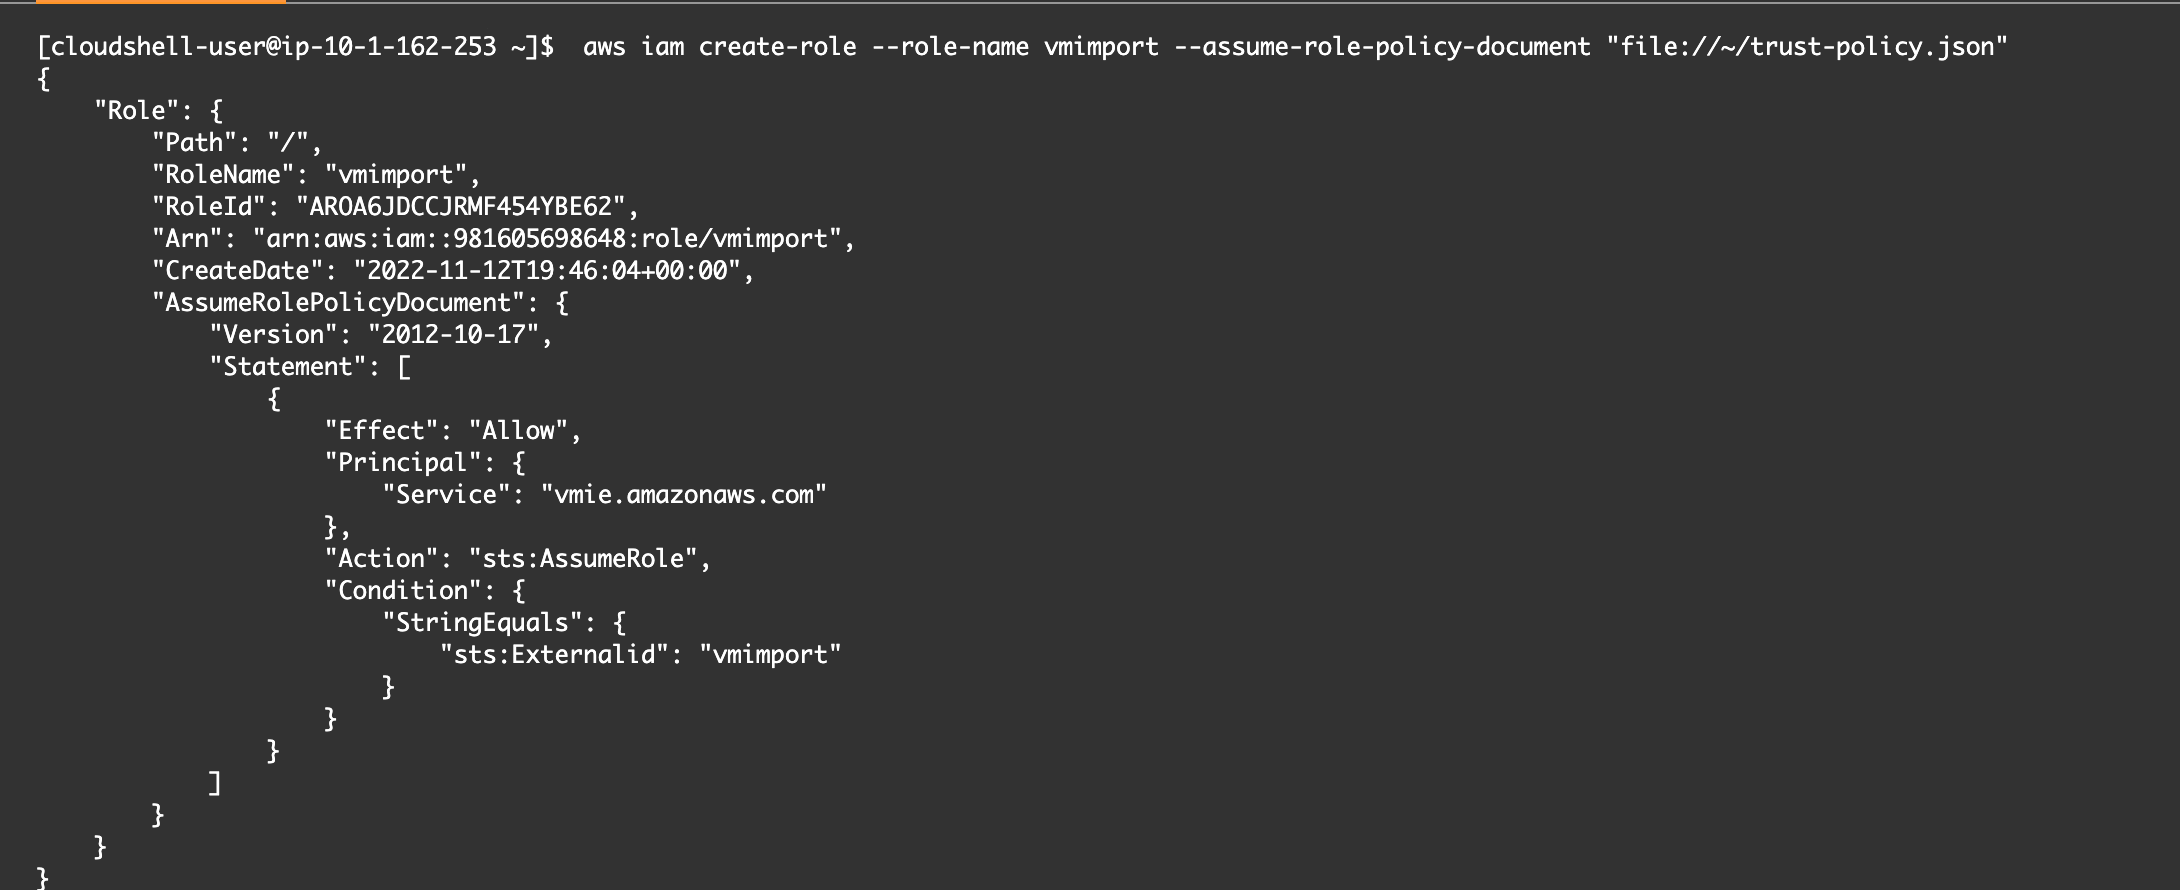 [cloudshell-user@ip-10-1-162-253 ~]$  aws iam create-role --role-name vmimport --assume-role-policy-document "file://~/trust-policy.json"
{
    "Role": {
        "Path": "/",
        "RoleName": "vmimport",
        "RoleId": "AROA6JDCCJRMF454YBE62",
        "Arn": "arn:aws:iam::981605698648:role/vmimport",
        "CreateDate": "2022-11-12T19:46:04+00:00",
        "AssumeRolePolicyDocument": {
            "Version": "2012-10-17",
            "Statement": [
                {
                    "Effect": "Allow",
                    "Principal": {
                        "Service": "vmie.amazonaws.com"
                    },
                    "Action": "sts:AssumeRole",
                    "Condition": {
                        "StringEquals": {
                            "sts:Externalid": "vmimport"
                        }
                    }
                }
            ]
        }
    }
}